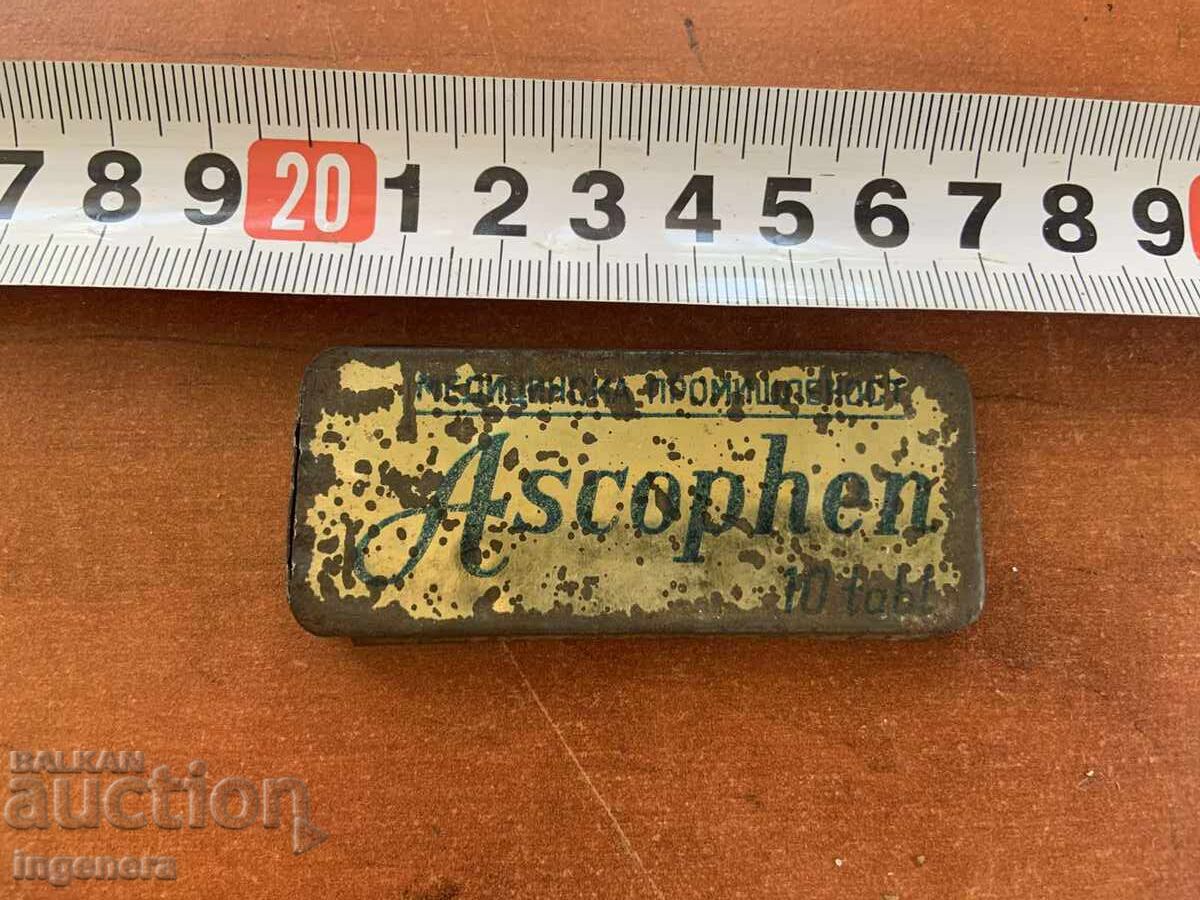 7 8 9 20 1 2 3 4 5 6 7 8 9
МЕДИЦИНСКА ПРОМИШЛЕНОСТ
Ascophen
10 tabl
BALKAN
auction
ingenera